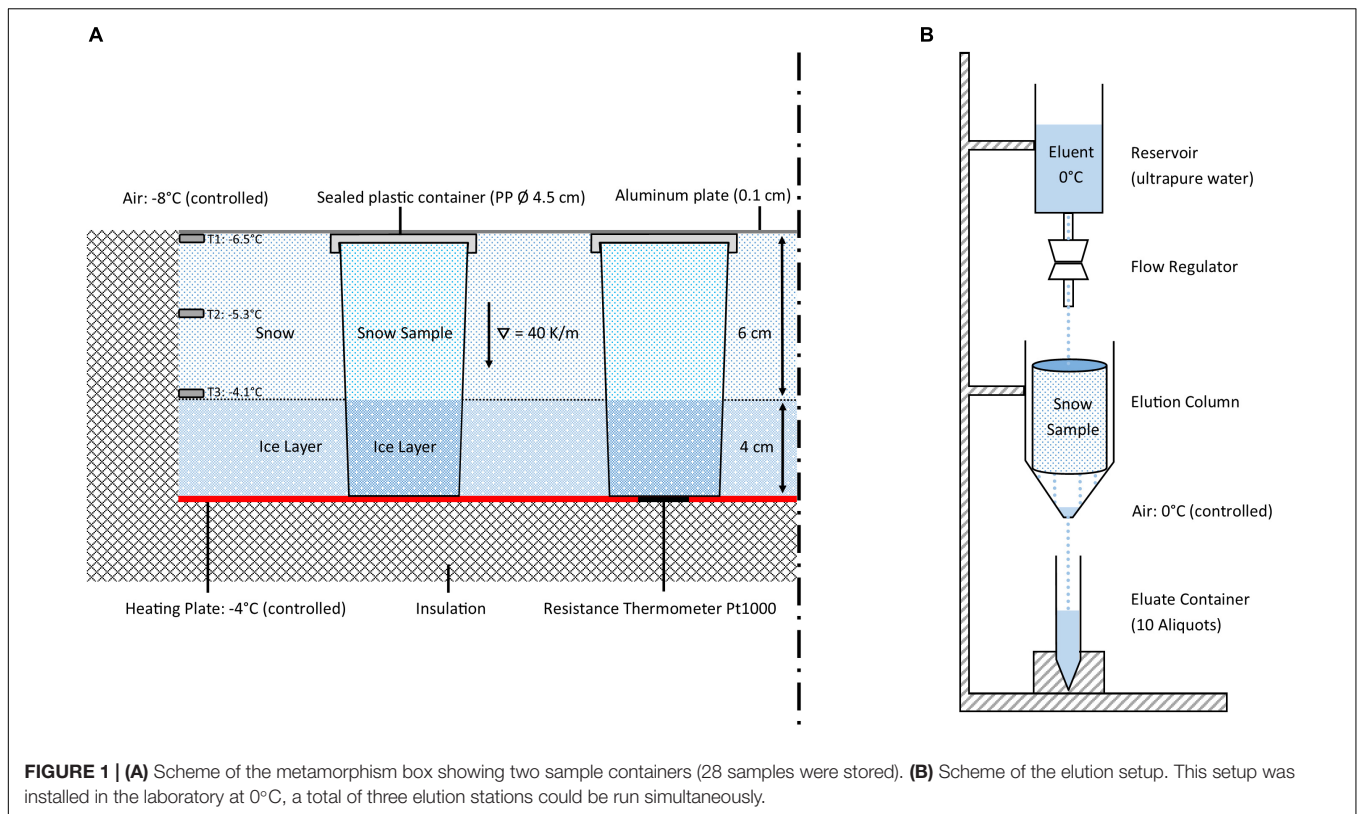 A
B
Air: -8°C (controlled)
Sealed plastic container (PP Ø 4.5 cm)
Aluminum plate (0.1 cm)
T1: -6.5°C
T2: -5.3°C
Snow
Snow Sample
∇ = 40 K/m
6 cm
T3: -4.1°C
Ice Layer
Ice Layer
4 cm
Heating Plate: -4°C (controlled)
Insulation
Resistance Thermometer Pt1000
Eluent
0°C
Reservoir
(ultrapure water)
Flow Regulator
Snow
Sample
Elution Column
Air: 0°C (controlled)
Eluate Container
(10 Aliquots)
FIGURE 1 | (A) Scheme of the metamorphism box showing two sample containers (28 samples were stored). (B) Scheme of the elution setup. This setup was
installed in the laboratory at 0°C, a total of three elution stations could be run simultaneously.